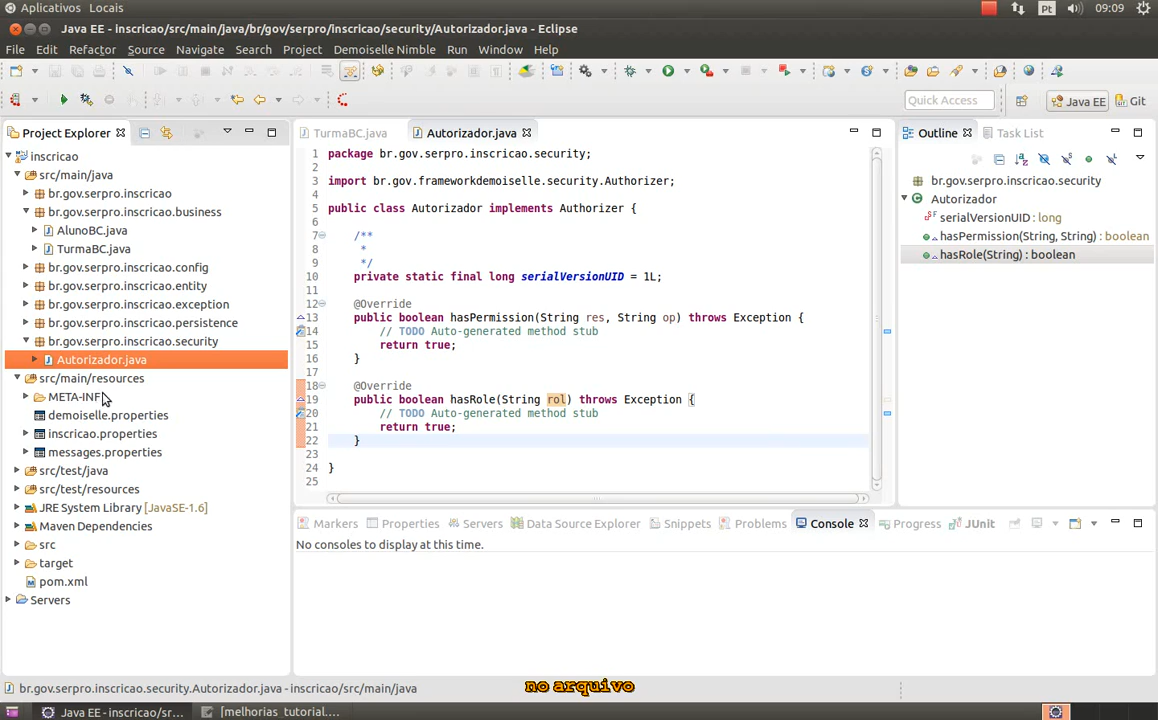 Aplicativos Locais Pt 09:09
Java EE - inscricao/src/main/java/br/gov/serpro/inscricao/security/Autorizador.java - Eclipse
File Edit Refactor Source Navigate Search Project Demoiselle Nimble Run Window Help
Quick Access Java EE Git
Project Explorer
inscricao
src/main/java
br.gov.serpro.inscricao
br.gov.serpro.inscricao.business
AlunoBC.java
TurmaBC.java
br.gov.serpro.inscricao.config
br.gov.serpro.inscricao.entity
br.gov.serpro.inscricao.exception
br.gov.serpro.inscricao.persistence
br.gov.serpro.inscricao.security
Autorizador.java
src/main/resources
META-INF
demoiselle.properties
inscricao.properties
messages.properties
src/test/java
src/test/resources
JRE System Library [JavaSE-1.6]
Maven Dependencies
src
target
pom.xml
Servers
TurmaBC.java Autorizador.java
1 package br.gov.serpro.inscricao.security;
2
3 import br.gov.frameworkdemoiselle.security.Authorizer;
4
5 public class Autorizador implements Authorizer {
6
7 /**
8 *
9 */
10 private static final long serialVersionUID = 1L;
11
12 @Override
13 public boolean hasPermission(String res, String op) throws Exception {
14 // TODO Auto-generated method stub
15 return true;
16 }
17
18 @Override
19 public boolean hasRole(String rol) throws Exception {
20 // TODO Auto-generated method stub
21 return true;
22 }
23
24 }
25
Outline Task List
br.gov.serpro.inscricao.security
Autorizador
serialVersionUID : long
hasPermission(String, String) : boolean
hasRole(String) : boolean
Markers Properties Servers Data Source Explorer Snippets Problems Console Progress JUnit
No consoles to display at this time.
br.gov.serpro.inscricao.security.Autorizador.java - inscricao/src/main/java
no arquivo
Java EE - inscricao/sr... [melhorias_tutorial....